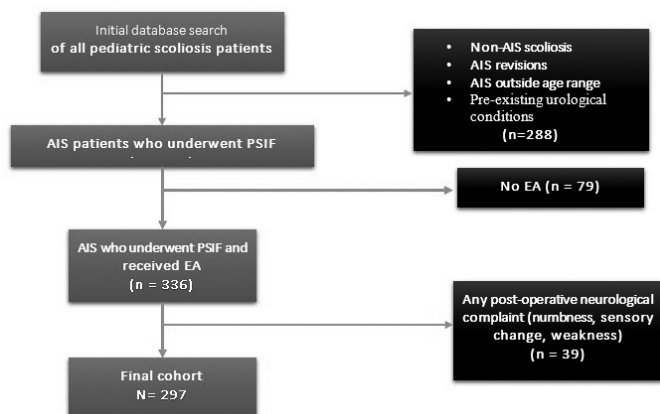 Initial database search
of all pediatric scoliosis patients
• Non-AIS scoliosis
• AIS revisions
• AIS outside age range
• Pre-existing urological
conditions
(n=288)
AIS patients who underwent PSIF
No EA (n = 79)
AIS who underwent PSIF and
received EA
(n = 336)
Any post-operative neurological
complaint (numbness, sensory
change, weakness)
(n = 39)
Final cohort
N= 297